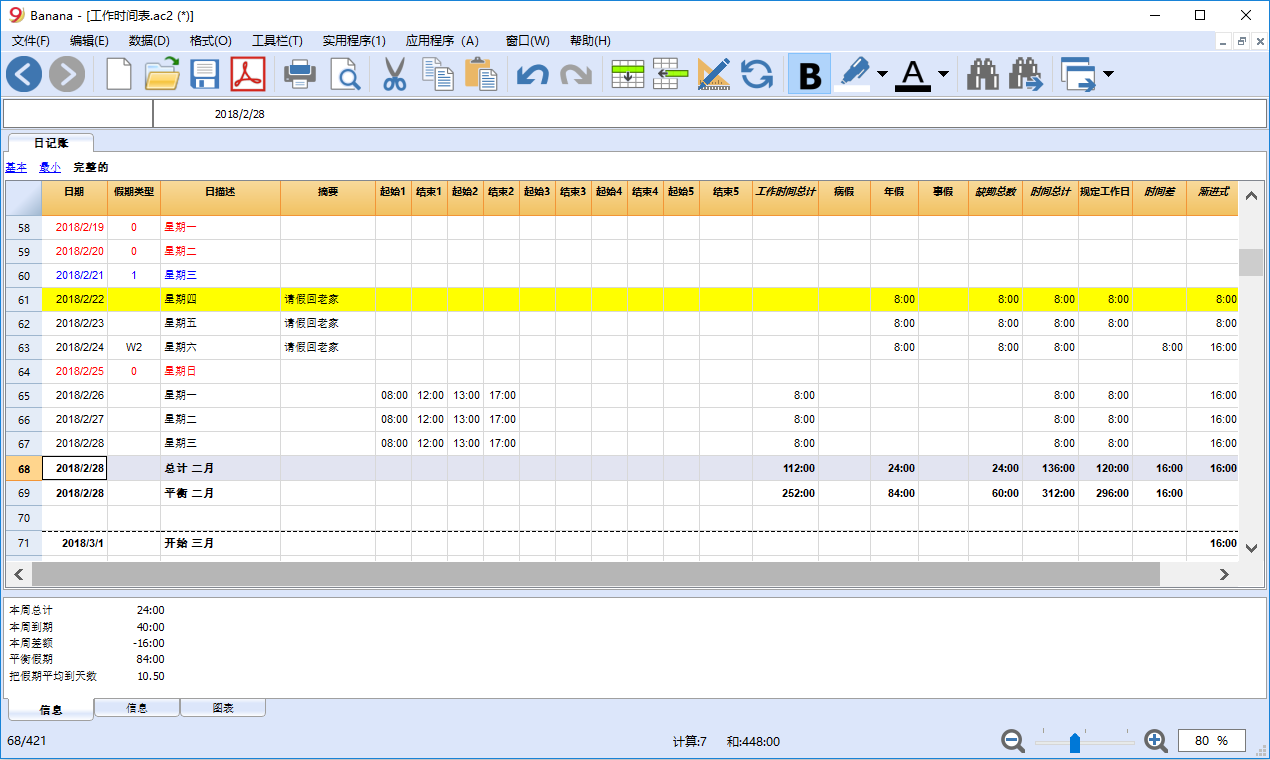 Banana - [工作时间表.ac2 (*)]
文件(F) 编辑(E) 数据(D) 格式(O) 工具栏(T) 实用程序(1) 应用程序 (A) 窗口(W) 帮助(H)
2018/2/28
日记账
基本 最小 完整的
日期 假期类型 日描述 摘要 起始1 结束1 起始2 结束2 起始3 结束3 起始4 结束4 起始5 结束5 工作时间总计 病假 年假 事假 缺勤总数 时间总计 规定工作日 时间差 渐进式
58 2018/2/19 0 星期一
59 2018/2/20 0 星期二
60 2018/2/21 1 星期三
61 2018/2/22 星期四 请假回老家 8:00 8:00 8:00 8:00 8:00
62 2018/2/23 星期五 请假回老家 8:00 8:00 8:00 8:00 8:00
63 2018/2/24 W2 星期六 请假回老家 8:00 8:00 8:00 8:00 16:00
64 2018/2/25 0 星期日
65 2018/2/26 星期一 08:00 12:00 13:00 17:00 8:00 8:00 8:00 16:00
66 2018/2/27 星期二 08:00 12:00 13:00 17:00 8:00 8:00 8:00 16:00
67 2018/2/28 星期三 08:00 12:00 13:00 17:00 8:00 8:00 8:00 16:00
68 2018/2/28 总计 二月 112:00 24:00 24:00 136:00 120:00 16:00 16:00
69 2018/2/28 平衡 二月 252:00 84:00 60:00 312:00 296:00 16:00
70
71 2018/3/1 开始 三月 16:00
本周总计 24:00
本周到期 40:00
本周差额 -16:00
平衡假期 84:00
把假期平均到天数 10.50
信息 信息 图表
68/421 计算:7 和:448:00 80 %